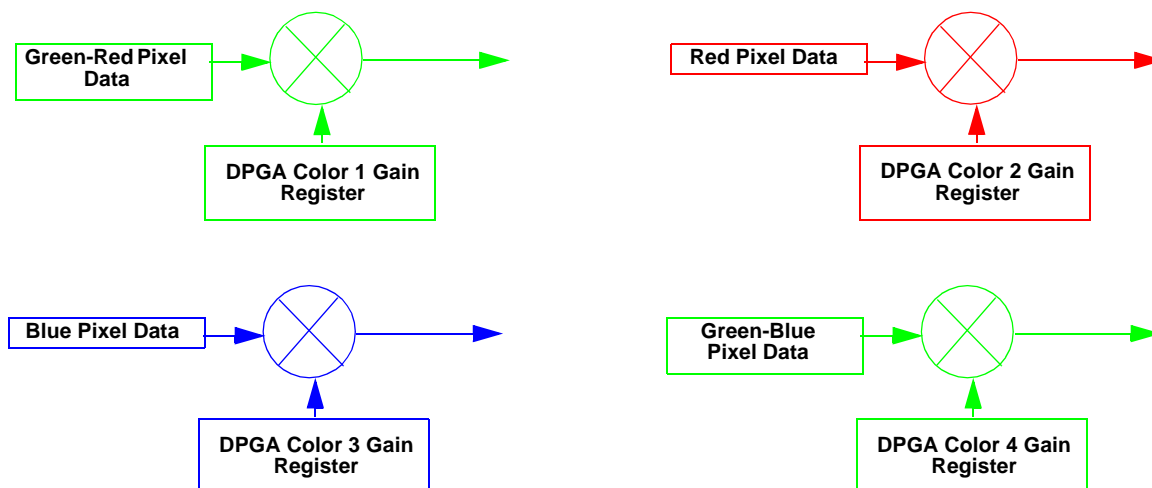 Green-Red Pixel
Data
DPGA Color 1 Gain
Register
Red Pixel Data
DPGA Color 2 Gain
Register
Blue Pixel Data
DPGA Color 3 Gain
Register
Green-Blue
Pixel Data
DPGA Color 4 Gain
Register